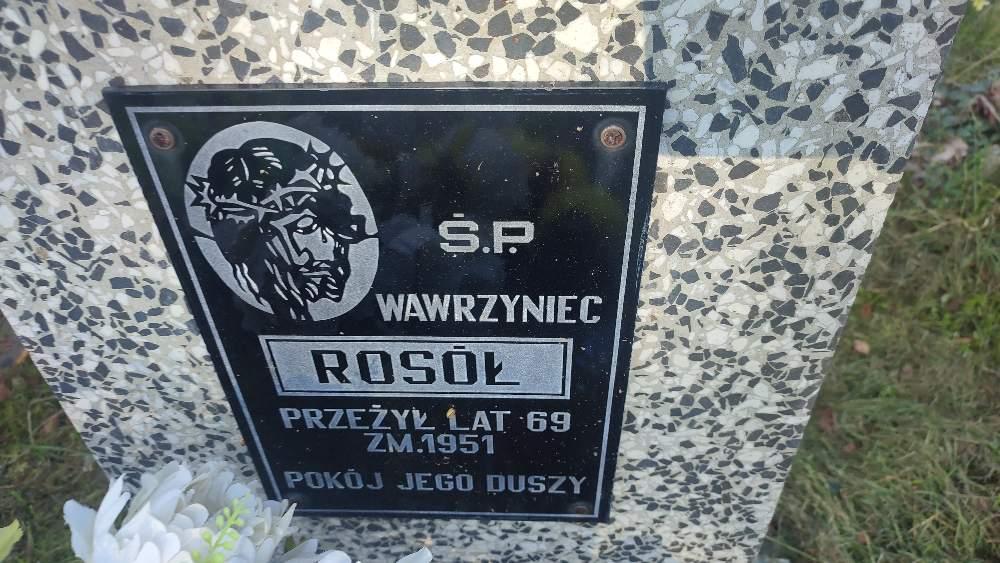 Ś.P.
WAWRZYNIEC
ROSÓŁ
PRZEŻYŁ LAT 69
ZM.1951
POKÓJ JEGO DUSZY